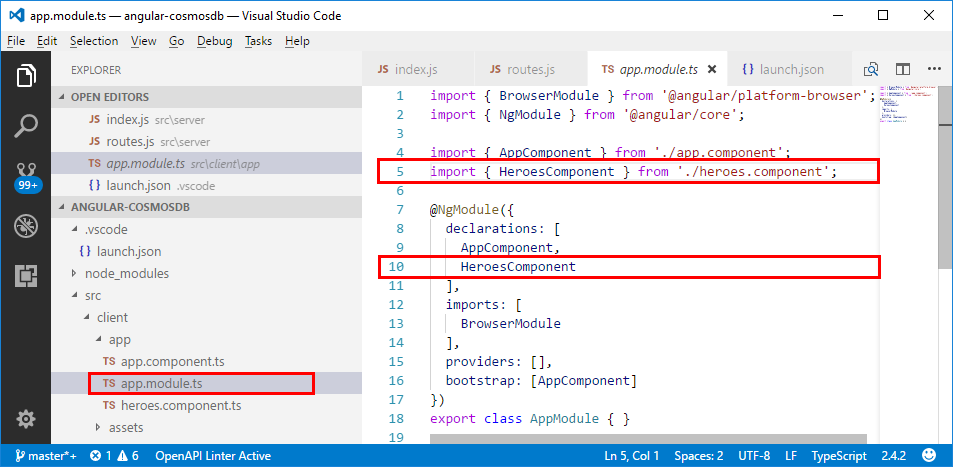 app.module.ts — angular-cosmosdb — Visual Studio Code
File Edit Selection View Go Debug Tasks Help
EXPLORER
OPEN EDITORS
JS index.js src\server
JS routes.js src\server
TS app.module.ts src\client\app
{ } launch.json .vscode
99+
ANGULAR-COSMOSDB
.vscode
{ } launch.json
node_modules
src
client
app
TS app.component.ts
TS app.module.ts
TS heroes.component.ts
assets
JS index.js JS routes.js TS app.module.ts { } launch.json
1 import { BrowserModule } from '@angular/platform-browser';
2 import { NgModule } from '@angular/core';
3
4 import { AppComponent } from './app.component';
5 import { HeroesComponent } from './heroes.component';
6
7 @NgModule({
8 declarations: [
9 AppComponent,
10 HeroesComponent
11 ],
12 imports: [
13 BrowserModule
14 ],
15 providers: [],
16 bootstrap: [AppComponent]
17 })
18 export class AppModule { }
19
master*+ 1 6 OpenAPI Linter Active Ln 5, Col 1 Spaces: 2 UTF-8 LF TypeScript 2.4.2